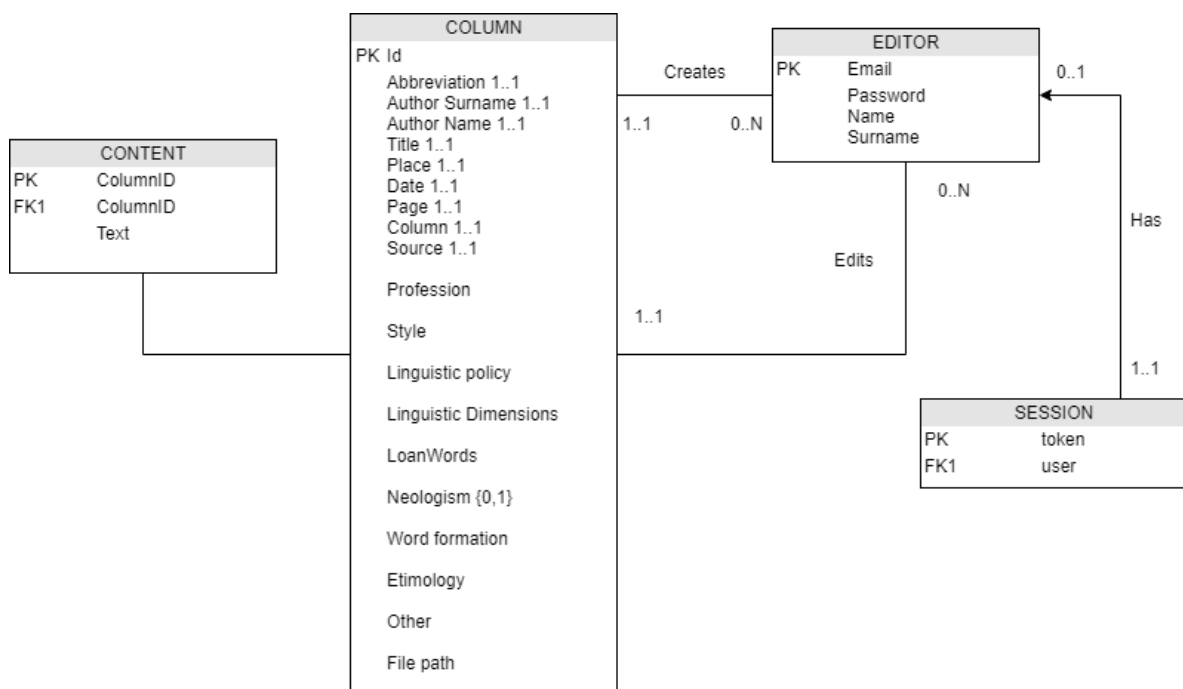 COLUMN
PK Id
Abbreviation 1..1
Author Surname 1..1
Author Name 1..1
Title 1..1
Place 1..1
Date 1..1
Page 1..1
Column 1..1
Source 1..1
Profession
Style
Linguistic policy
Linguistic Dimensions
LoanWords
Neologism {0,1}
Word formation
Etimology
Other
File path
CONTENT
PK ColumnID
FK1 ColumnID
Text
Creates
1..1 0..N
EDITOR
PK Email
Password
Name
Surname
0..1
0..N
Edits
1..1
Has
1..1
SESSION
PK token
FK1 user